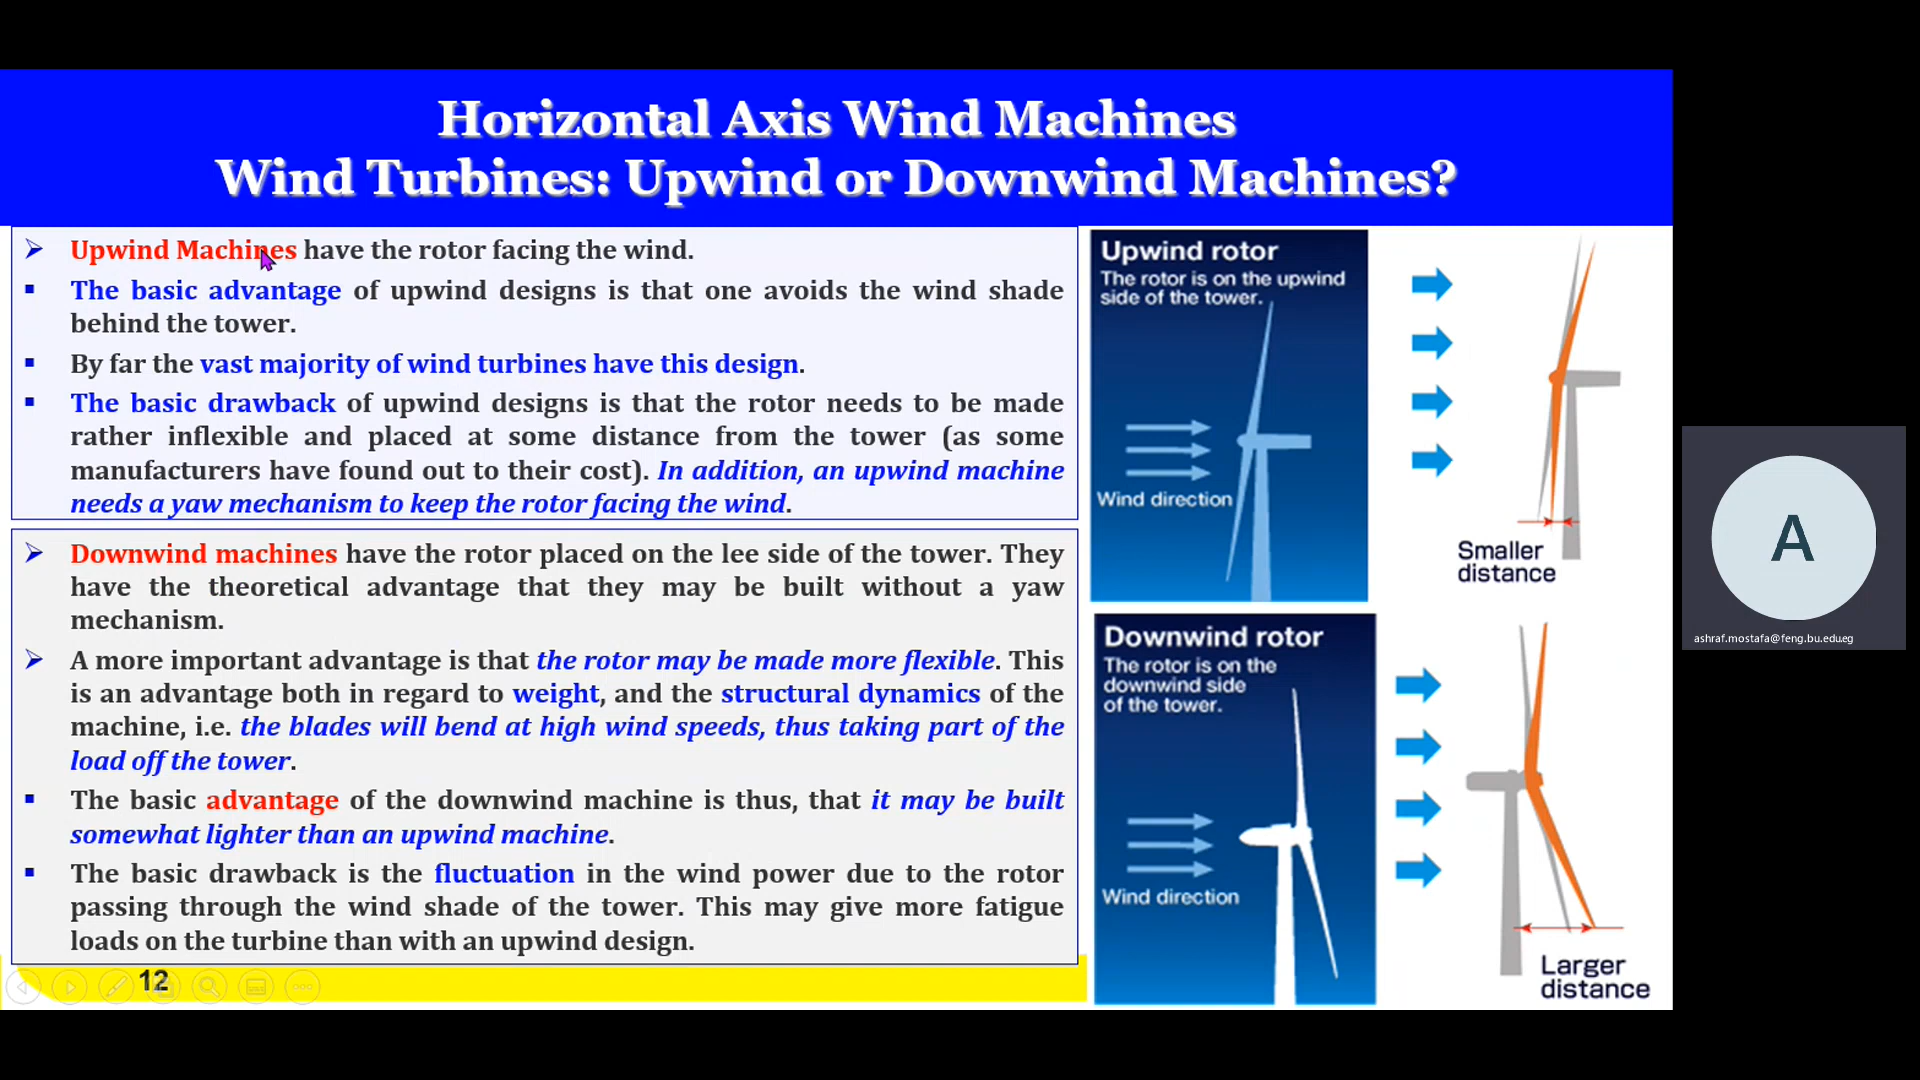 Horizontal Axis Wind Machines
Wind Turbines: Upwind or Downwind Machines?
Upwind Machines have the rotor facing the wind.
The basic advantage of upwind designs is that one avoids the wind shade
behind the tower.
By far the vast majority of wind turbines have this design.
The basic drawback of upwind designs is that the rotor needs to be made
rather inflexible and placed at some distance from the tower (as some
manufacturers have found out to their cost). In addition, an upwind machine
needs a yaw mechanism to keep the rotor facing the wind.
Downwind machines have the rotor placed on the lee side of the tower. They
have the theoretical advantage that they may be built without a yaw
mechanism.
A more important advantage is that the rotor may be made more flexible. This
is an advantage both in regard to weight, and the structural dynamics of the
machine, i.e. the blades will bend at high wind speeds, thus taking part of the
load off the tower.
The basic advantage of the downwind machine is thus, that it may be built
somewhat lighter than an upwind machine.
The basic drawback is the fluctuation in the wind power due to the rotor
passing through the wind shade of the tower. This may give more fatigue
loads on the turbine than with an upwind design.
12
Upwind rotor
The rotor is on the upwind
side of the tower.
Wind direction
Smaller
distance
Downwind rotor
The rotor is on the
downwind side
of the tower.
Wind direction
Larger
distance
A
ashraf.mostafa@feng.bu.edu.eg